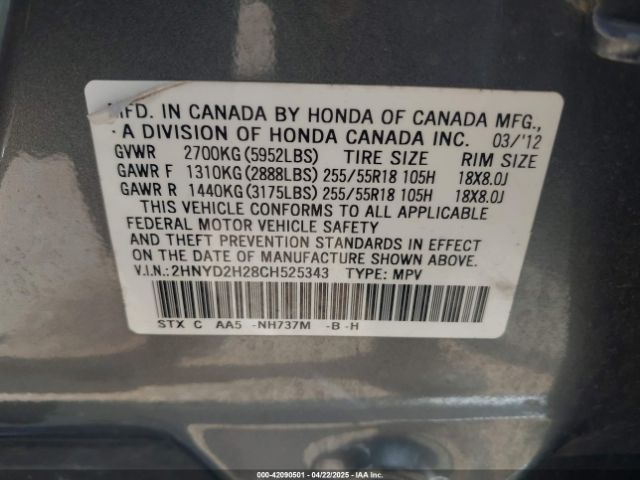 MFD. IN CANADA BY HONDA OF CANADA MFG.,
A DIVISION OF HONDA CANADA INC. 03/'12
GVWR 2700KG(5952LBS) TIRE SIZE RIM SIZE
GAWR F 1310KG(2888LBS) 255/55R18 105H 18X8.0J
GAWR R 1440KG(3175LBS) 255/55R18 105H 18X8.0J
THIS VEHICLE CONFORMS TO ALL APPLICABLE
FEDERAL MOTOR VEHICLE SAFETY
AND THEFT PREVENTION STANDARDS IN EFFECT
ON THE DATE OF MANUFACTURE SHOWN ABOVE.
V.I.N.:2HNYD2H28CH525343 TYPE: MPV
STX C AA5 -NH737M -B -H
000-42090501 - 04/22/2025 - IAAI.COM